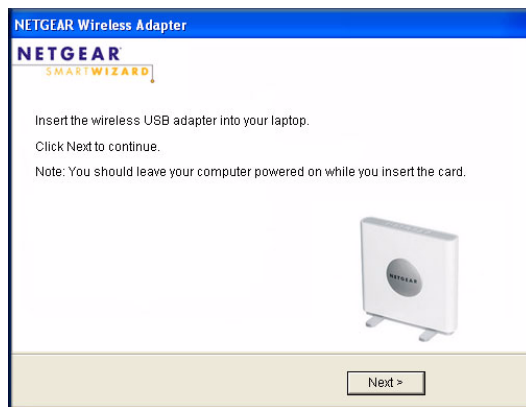 NETGEAR Wireless Adapter
NETGEAR
SMARTWIZARD
Insert the wireless USB adapter into your laptop.
Click Next to continue.
Note: You should leave your computer powered on while you insert the card.
NETGEAR
Next >